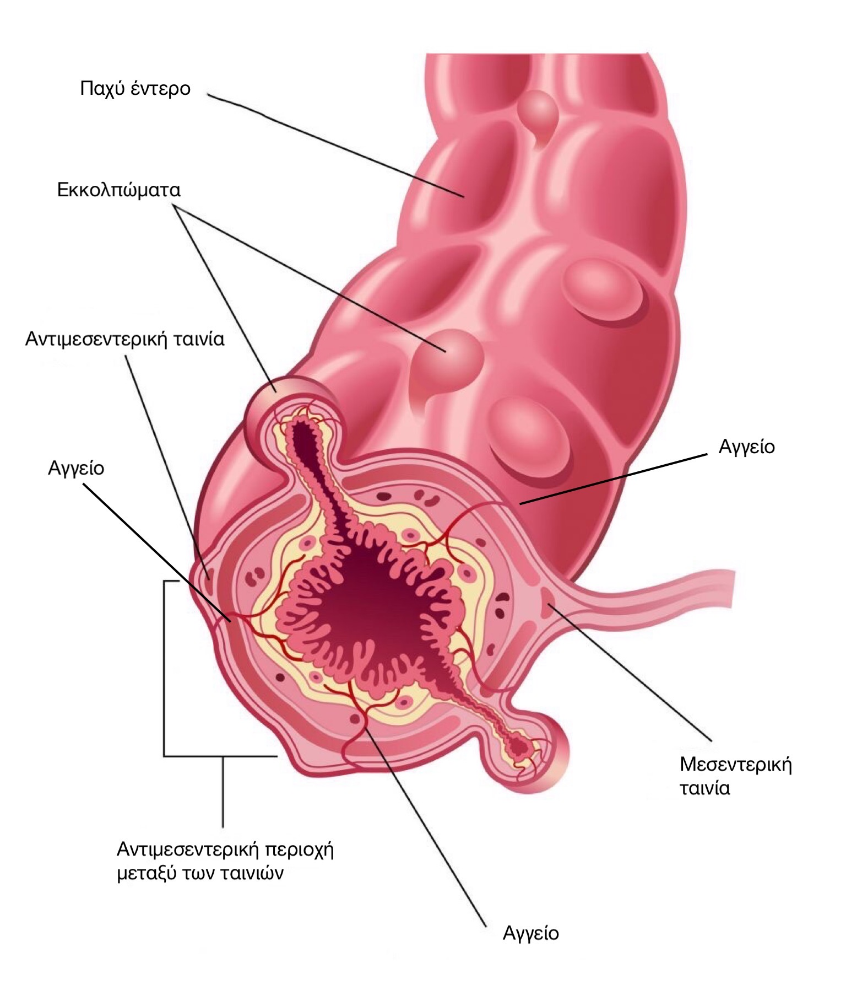 Παχύ έντερο
Εκκολπώματα
Αντιμεσεντερική ταινία
Αγγείο
Αγγείο
Μεσεντερική
ταινία
Αντιμεσεντερική περιοχή
μεταξύ των ταινιών
Αγγείο